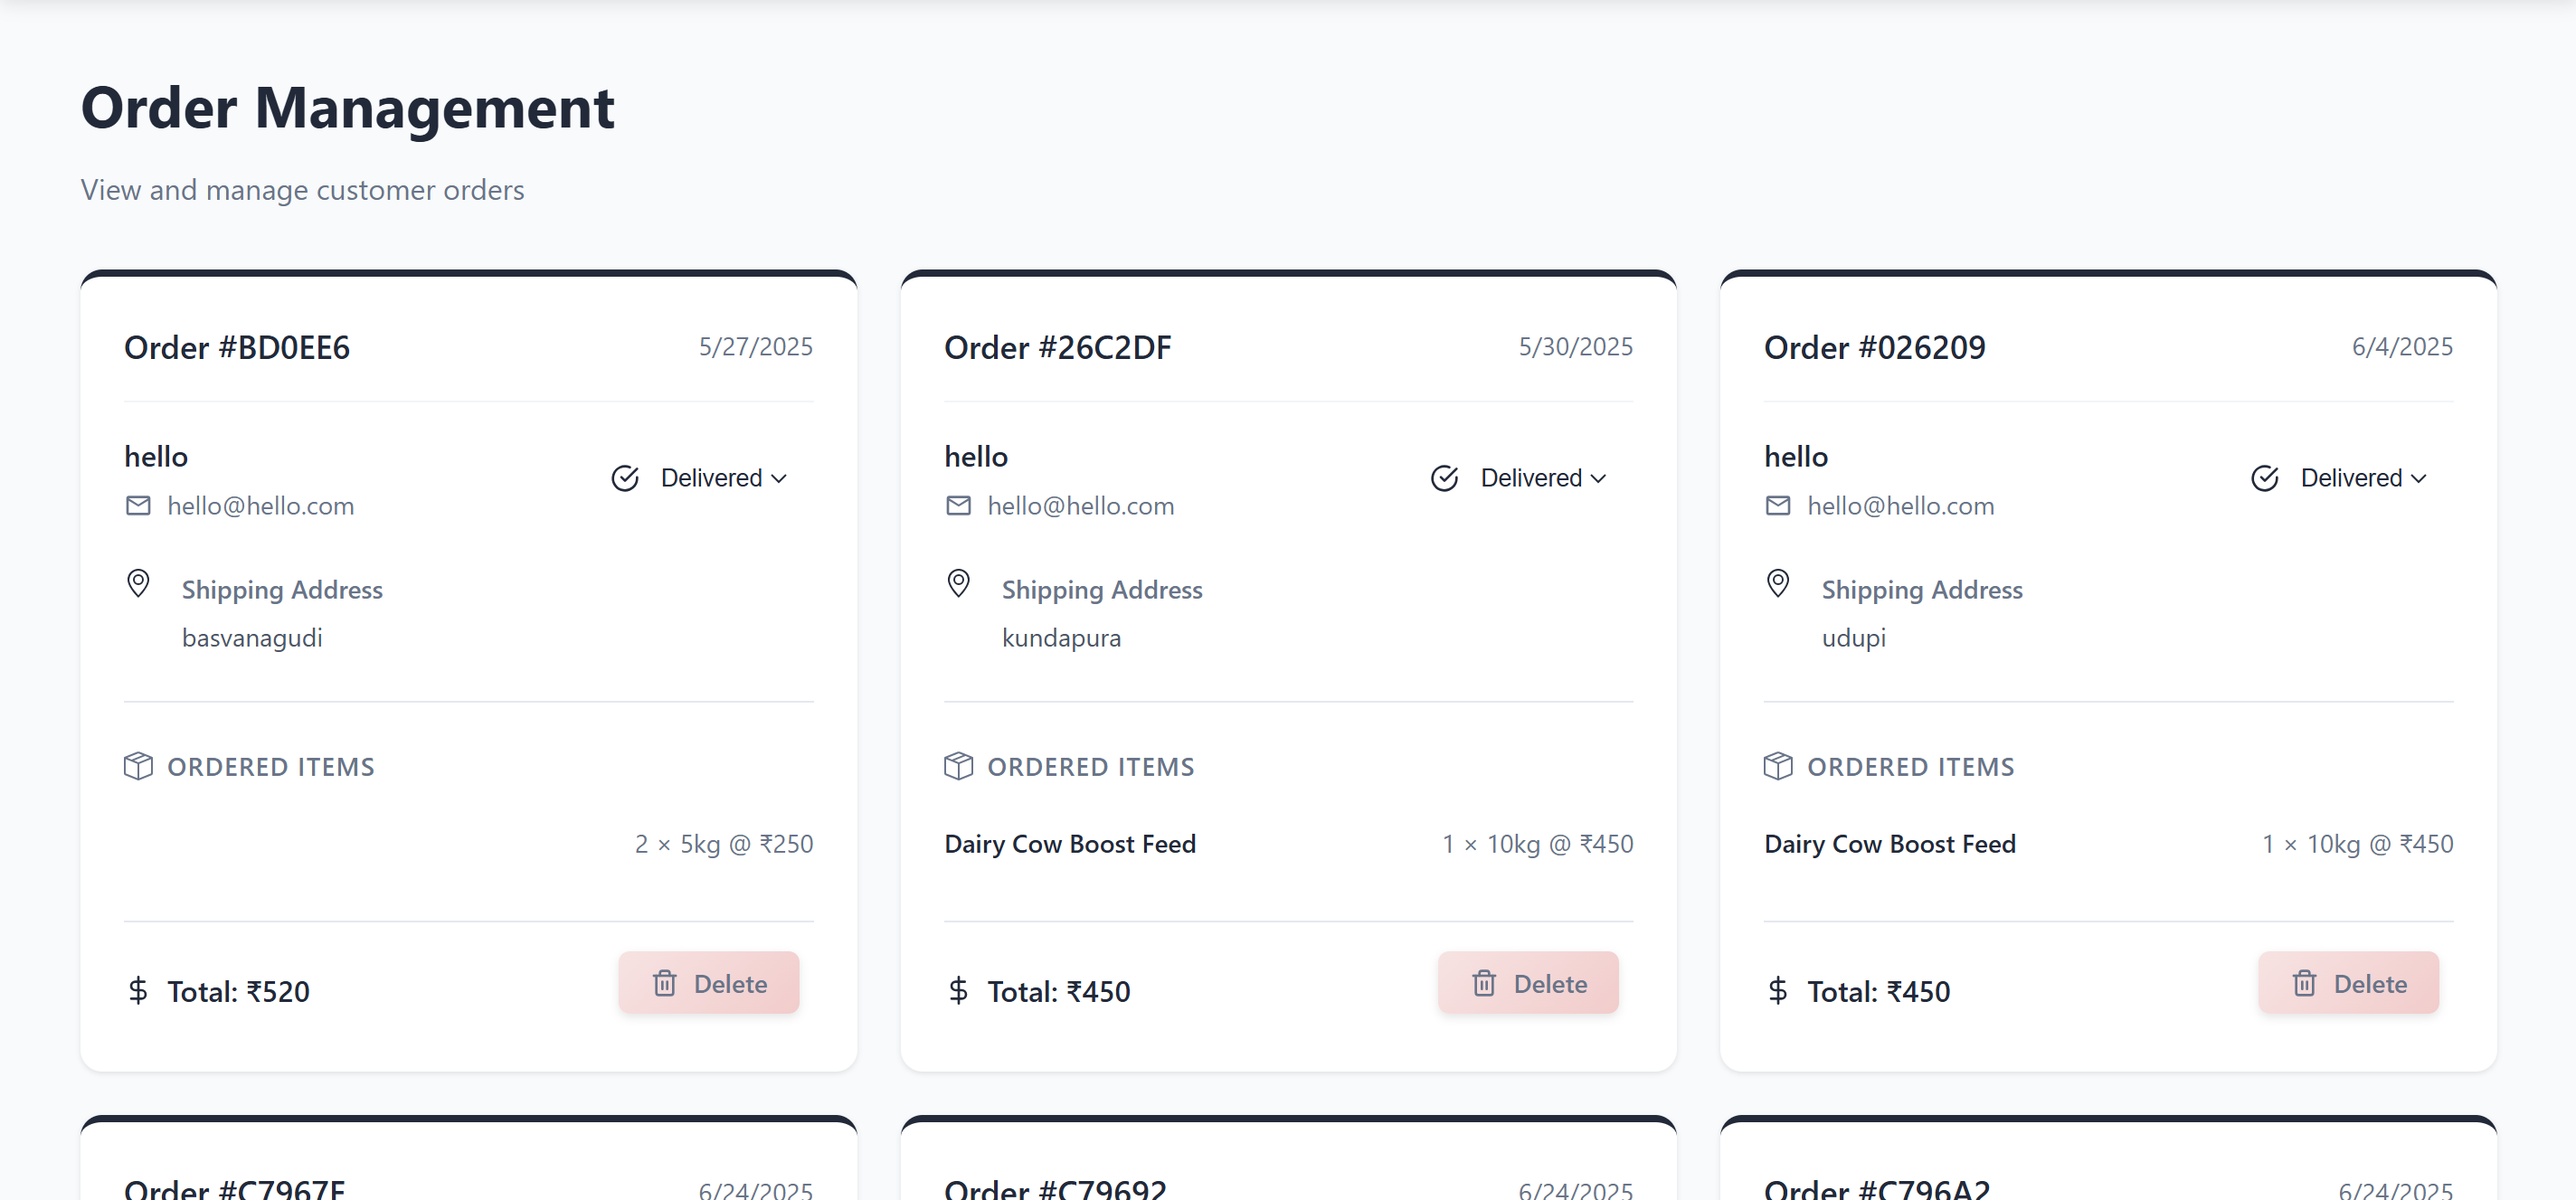 Order Management
View and manage customer orders
Order #BD0EE6 5/27/2025
hello
Delivered
hello@hello.com
Shipping Address
basvanagudi
ORDERED ITEMS
2 × 5kg @ ₹250
Total: ₹520
Delete
Order #26C2DF 5/30/2025
hello
Delivered
hello@hello.com
Shipping Address
kundapura
ORDERED ITEMS
Dairy Cow Boost Feed 1 × 10kg @ ₹450
Total: ₹450
Delete
Order #026209 6/4/2025
hello
Delivered
hello@hello.com
Shipping Address
udupi
ORDERED ITEMS
Dairy Cow Boost Feed 1 × 10kg @ ₹450
Total: ₹450
Delete
Order #C7967F 6/24/2025
Order #C79692 6/24/2025
Order #C796A2 6/24/2025